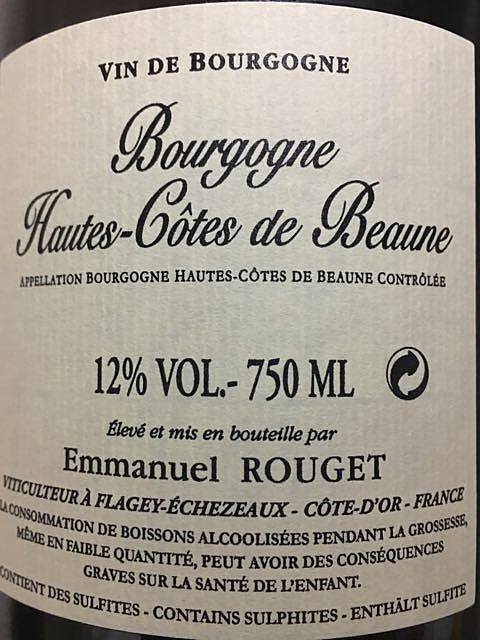 VIN DE BOURGOGNE
Bourgogne
Hautes-Côtes de Beaune
APPELLATION BOURGOGNE HAUTES-CÔTES DE BEAUNE CONTRÔLÉE
12% VOL.- 750 ML
Élevé et mis en bouteille par
Emmanuel ROUGET
VITICULTEUR À FLAGEY-ÉCHEZEAUX - CÔTE-D'OR - FRANCE
LA CONSOMMATION DE BOISSONS ALCOOLISÉES PENDANT LA GROSSESSE,
MÊME EN FAIBLE QUANTITÉ, PEUT AVOIR DES CONSÉQUENCES
GRAVES SUR LA SANTÉ DE L'ENFANT.
CONTIENT DES SULFITES - CONTAINS SULPHITES - ENTHÄLT SULFITE